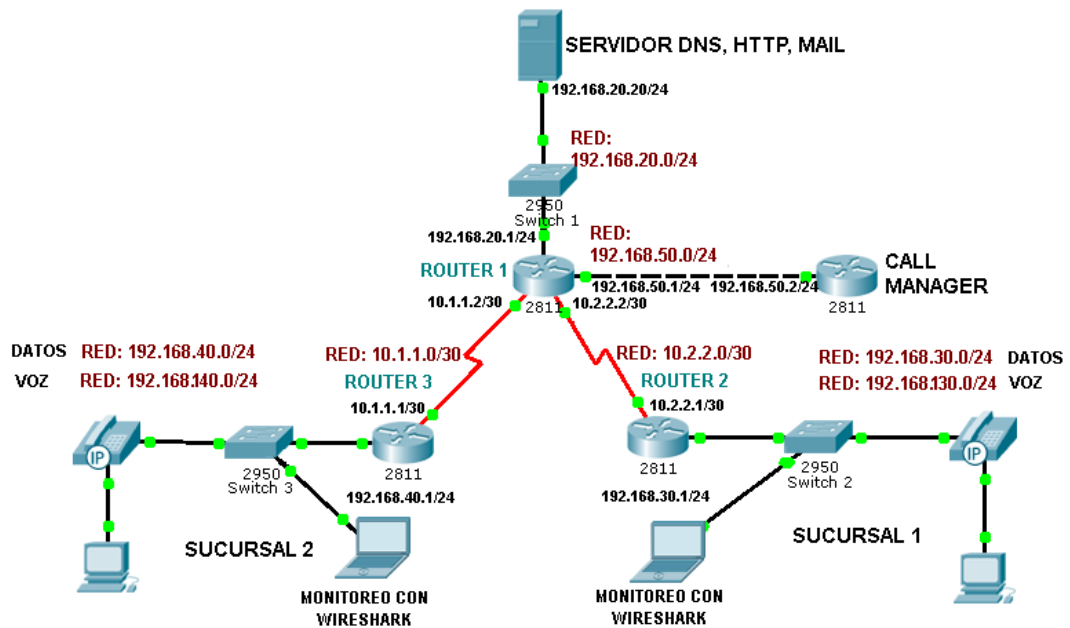 SERVIDOR DNS, HTTP, MAIL
192.168.20.20/24
RED:
192.168.20.0/24
2950
Switch 1
192.168.20.1/24
RED:
192.168.50.0/24
ROUTER 1
CALL
MANAGER
192.168.50.1/24
192.168.50.2/24
10.1.1.2/30
2811
10.2.2.2/30
2811
DATOS
RED: 192.168.40.0/24
VOZ
RED: 192.168.140.0/24
RED: 10.1.1.0/30
ROUTER 3
10.1.1.1/30
RED: 10.2.2.0/30
ROUTER 2
10.2.2.1/30
RED: 192.168.30.0/24
DATOS
RED: 192.168.130.0/24
VOZ
IP
2950
Switch 3
2811
192.168.40.1/24
2811
192.168.30.1/24
2950
Switch 2
IP
SUCURSAL 2
SUCURSAL 1
MONITOREO CON
WIRESHARK
MONITOREO CON
WIRESHARK